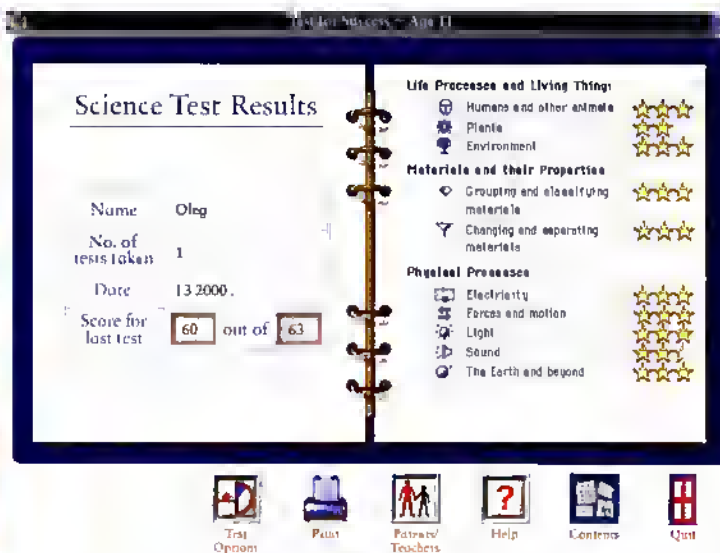 Test for Success ~ Age 11
Science Test Results
Name Oleg
No. of
tests taken 1
Date 13 2000 .
Score for
last test 60 out of 63
Life Processes and Living Things
Humans and other animals
Plants
Environment
Materials and their Properties
Grouping and classifying
materials
Changing and separating
materials
Physical Processes
Electricity
Forces and motion
Light
Sound
The Earth and beyond
Test
Options
Print
Parents/
Teachers
?
Help
Contents
Quit